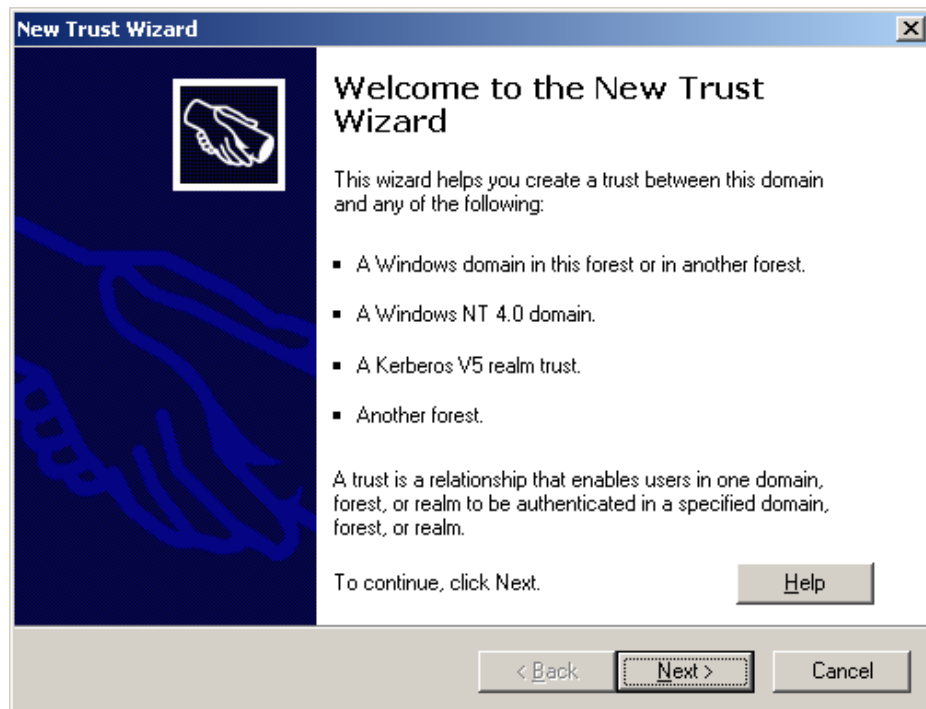 New Trust Wizard
Welcome to the New Trust
Wizard
This wizard helps you create a trust between this domain
and any of the following:
▪ A Windows domain in this forest or in another forest.
▪ A Windows NT 4.0 domain.
▪ A Kerberos V5 realm trust.
▪ Another forest.
A trust is a relationship that enables users in one domain,
forest, or realm to be authenticated in a specified domain,
forest, or realm.
To continue, click Next.
Help
< Back
Next >
Cancel